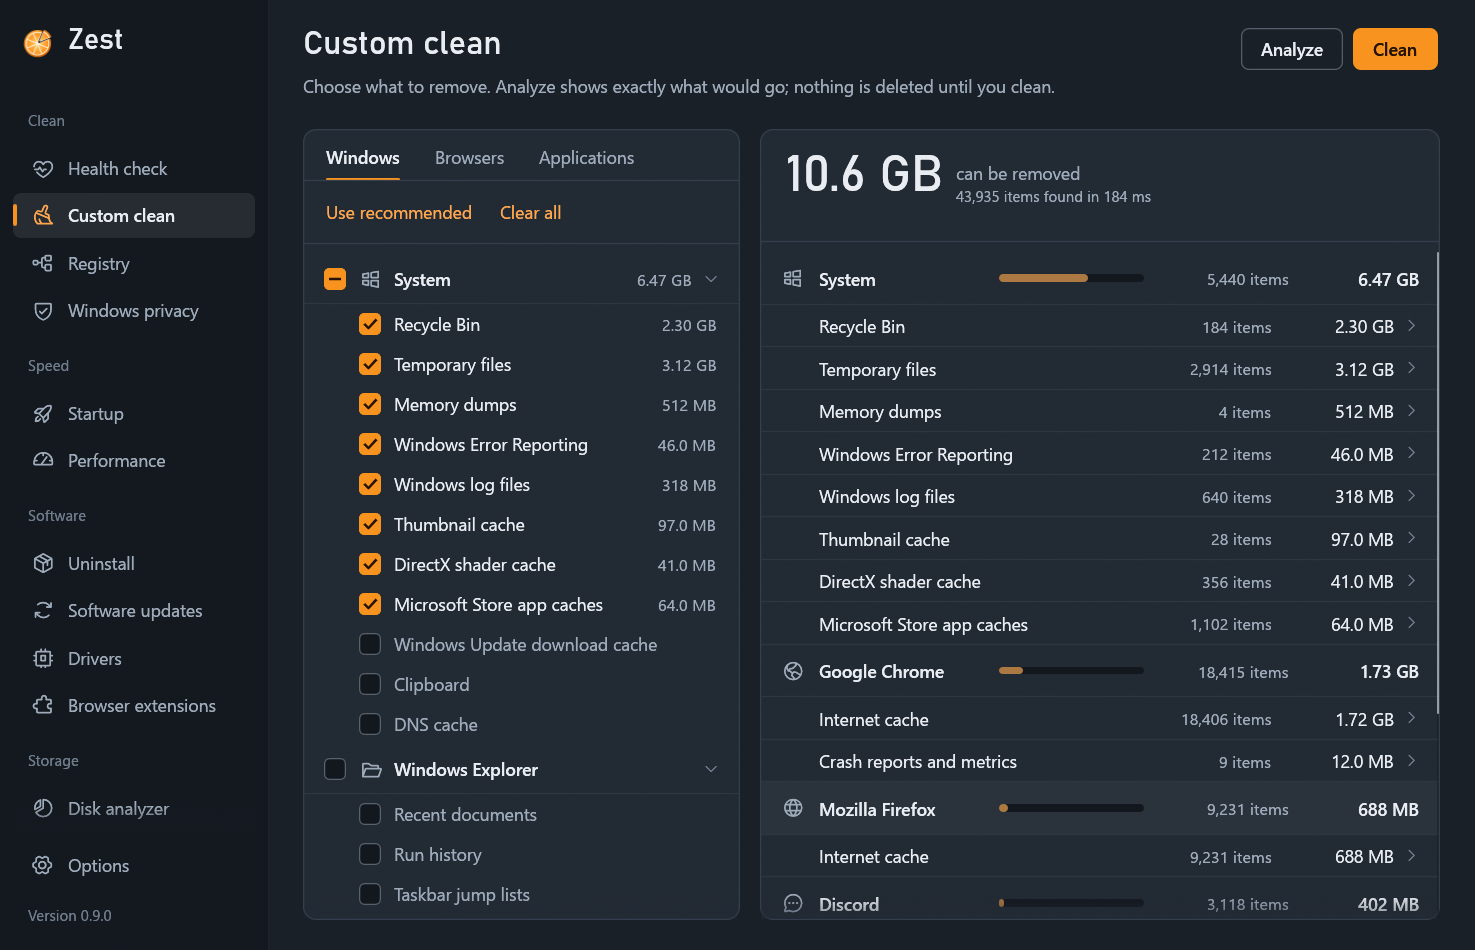 Zest
Clean
Health check
Custom clean
Registry
Windows privacy
Speed
Startup
Performance
Software
Uninstall
Software updates
Drivers
Browser extensions
Storage
Disk analyzer
Options
Version 0.9.0
Custom clean
Choose what to remove. Analyze shows exactly what would go; nothing is deleted until you clean.
Analyze Clean
Windows Browsers Applications
Use recommended Clear all
System 6.47 GB
Recycle Bin 2.30 GB
Temporary files 3.12 GB
Memory dumps 512 MB
Windows Error Reporting 46.0 MB
Windows log files 318 MB
Thumbnail cache 97.0 MB
DirectX shader cache 41.0 MB
Microsoft Store app caches 64.0 MB
Windows Update download cache
Clipboard
DNS cache
Windows Explorer
Recent documents
Run history
Taskbar jump lists
10.6 GB can be removed
43,935 items found in 184 ms
System 5,440 items 6.47 GB
Recycle Bin 184 items 2.30 GB
Temporary files 2,914 items 3.12 GB
Memory dumps 4 items 512 MB
Windows Error Reporting 212 items 46.0 MB
Windows log files 640 items 318 MB
Thumbnail cache 28 items 97.0 MB
DirectX shader cache 356 items 41.0 MB
Microsoft Store app caches 1,102 items 64.0 MB
Google Chrome 18,415 items 1.73 GB
Internet cache 18,406 items 1.72 GB
Crash reports and metrics 9 items 12.0 MB
Mozilla Firefox 9,231 items 688 MB
Internet cache 9,231 items 688 MB
Discord 3,118 items 402 MB